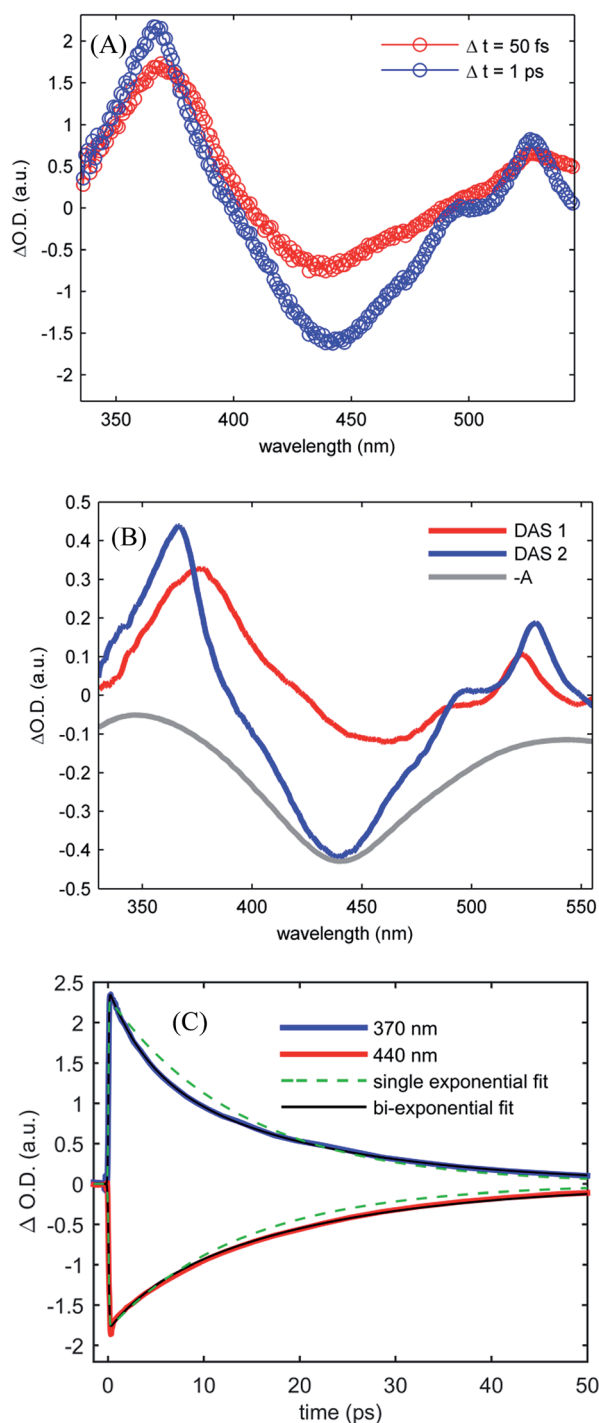 (A)
Δ t = 50 fs
Δ t = 1 ps
2
1.5
1
0.5
0
-0.5
-1
-1.5
-2
ΔO.D. (a.u.)
350 400 450 500
wavelength (nm)
(B)
DAS 1
DAS 2
-A
0.5
0.4
0.3
0.2
0.1
0
-0.1
-0.2
-0.3
-0.4
-0.5
ΔO.D. (a.u.)
350 400 450 500 550
wavelength (nm)
(C)
370 nm
440 nm
single exponential fit
bi-exponential fit
2.5
2
1.5
1
0.5
0
-0.5
-1
-1.5
-2
Δ O.D. (a.u.)
0 10 20 30 40 50
time (ps)